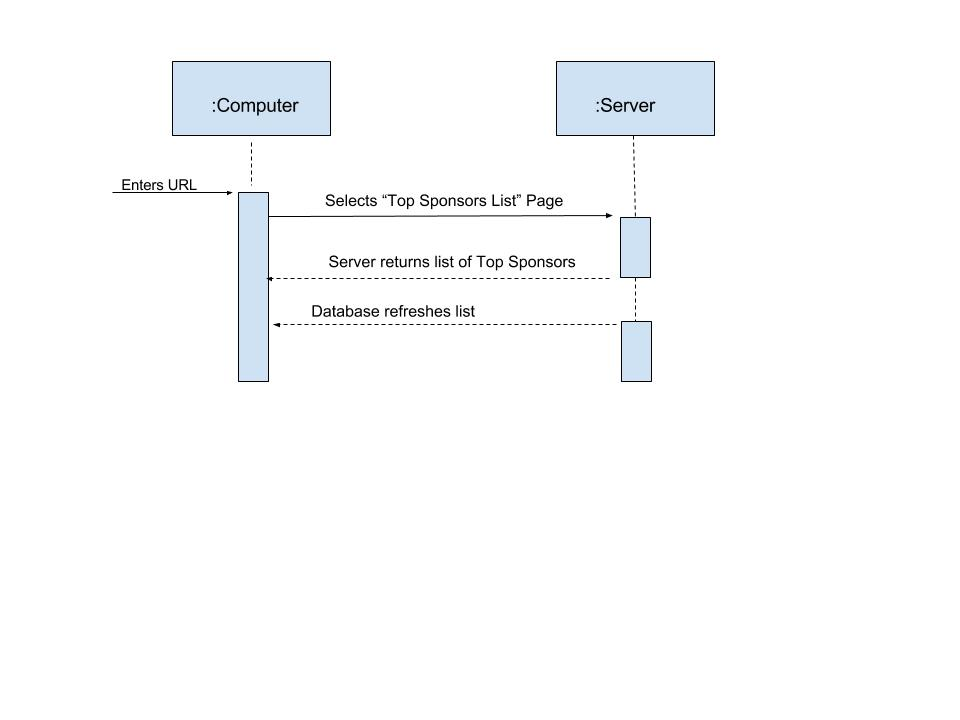 :Computer
:Server
Enters URL
Selects “Top Sponsors List” Page
Server returns list of Top Sponsors
Database refreshes list